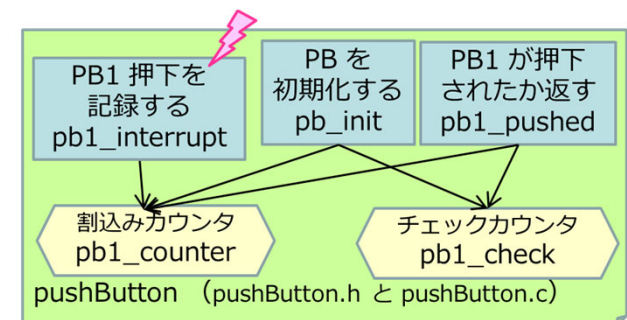 PB1 押下を
記録する
pb1_interrupt
PB を
初期化する
pb_init
PB1 が押下
されたか返す
pb1_pushed
割込みカウンタ
pb1_counter
チェックカウンタ
pb1_check
pushButton （pushButton.h と pushButton.c）